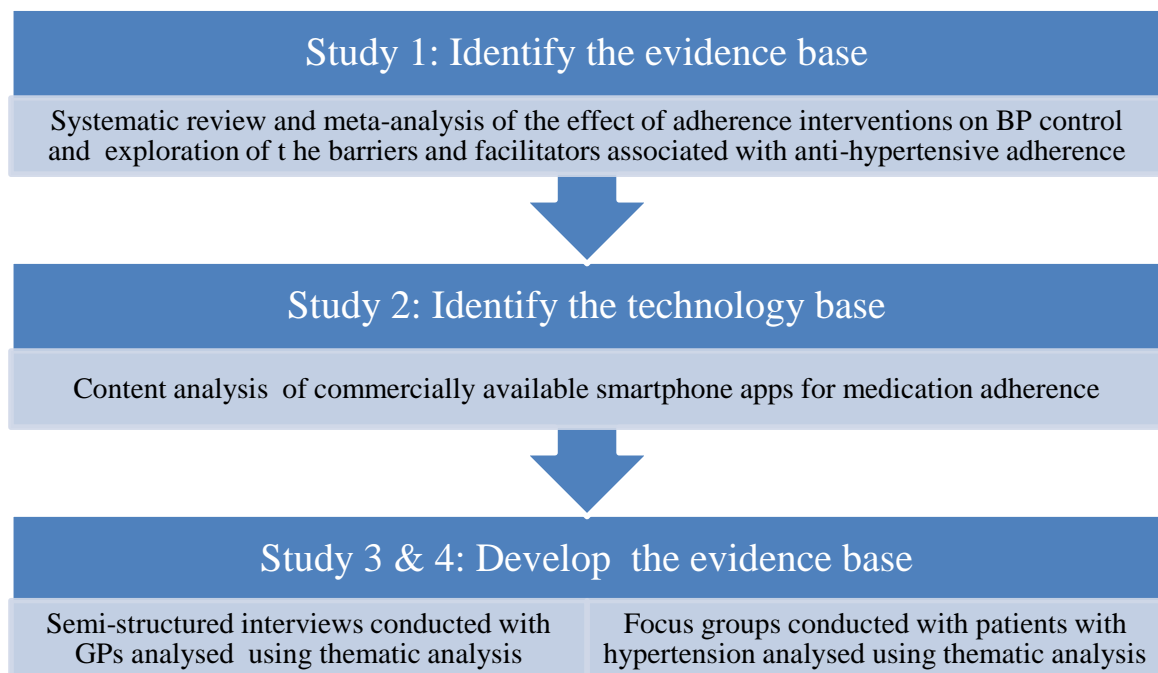 Study 1: Identify the evidence base
Systematic review and meta-analysis of the effect of adherence interventions on BP control
and exploration of t he barriers and facilitators associated with anti-hypertensive adherence
Study 2: Identify the technology base
Content analysis of commercially available smartphone apps for medication adherence
Study 3 & 4: Develop the evidence base
Semi-structured interviews conducted with
GPs analysed using thematic analysis
Focus groups conducted with patients with
hypertension analysed using thematic analysis